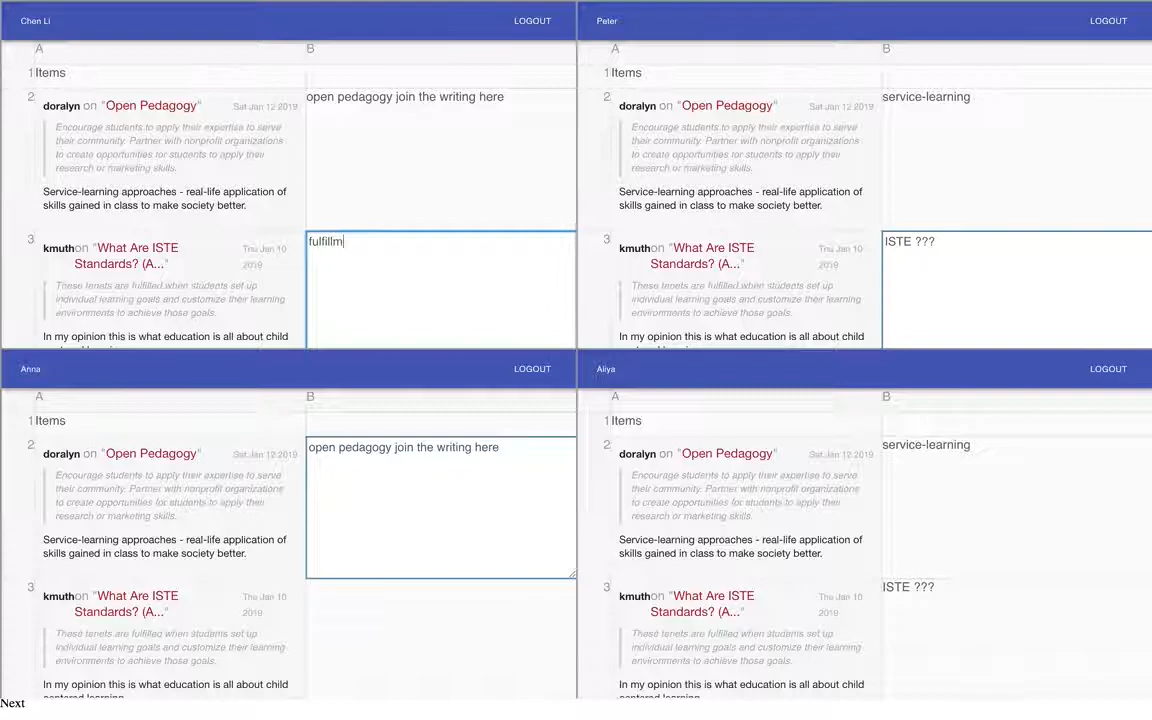 Chen Li LOGOUT
A B
1 Items
2 doralyn on "Open Pedagogy" Sat Jan 12 2019 open pedagogy join the writing here
Encourage students to apply their expertise to serve
their community. Partner with nonprofit organizations
to create opportunities for students to apply their
research or marketing skills.
Service-learning approaches - real-life application of
skills gained in class to make society better.
3 kmuthon "What Are ISTE Thu Jan 10 fulfillm
Standards? (A..." 2019
These tenets are fulfilled when students set up
individual learning goals and customize their learning
environments to achieve those goals.
In my opinion this is what education is all about child
Peter LOGOUT
A B
1 Items
2 doralyn on "Open Pedagogy" Sat Jan 12 2019 service-learning
Encourage students to apply their expertise to serve
their community. Partner with nonprofit organizations
to create opportunities for students to apply their
research or marketing skills.
Service-learning approaches - real-life application of
skills gained in class to make society better.
3 kmuthon "What Are ISTE Thu Jan 10 ISTE ???
Standards? (A..." 2019
These tenets are fulfilled when students set up
individual learning goals and customize their learning
environments to achieve those goals.
In my opinion this is what education is all about child
Anna LOGOUT
A B
1 Items
2 doralyn on "Open Pedagogy" Sat Jan 12 2019 open pedagogy join the writing here
Encourage students to apply their expertise to serve
their community. Partner with nonprofit organizations
to create opportunities for students to apply their
research or marketing skills.
Service-learning approaches - real-life application of
skills gained in class to make society better.
3 kmuthon "What Are ISTE Thu Jan 10
Standards? (A..." 2019
These tenets are fulfilled when students set up
individual learning goals and customize their learning
environments to achieve those goals.
In my opinion this is what education is all about child
Aliya LOGOUT
A B
1 Items
2 doralyn on "Open Pedagogy" Sat Jan 12 2019 service-learning
Encourage students to apply their expertise to serve
their community. Partner with nonprofit organizations
to create opportunities for students to apply their
research or marketing skills.
Service-learning approaches - real-life application of
skills gained in class to make society better.
3 kmuthon "What Are ISTE Thu Jan 10 ISTE ???
Standards? (A..." 2019
These tenets are fulfilled when students set up
individual learning goals and customize their learning
environments to achieve those goals.
In my opinion this is what education is all about child
Next